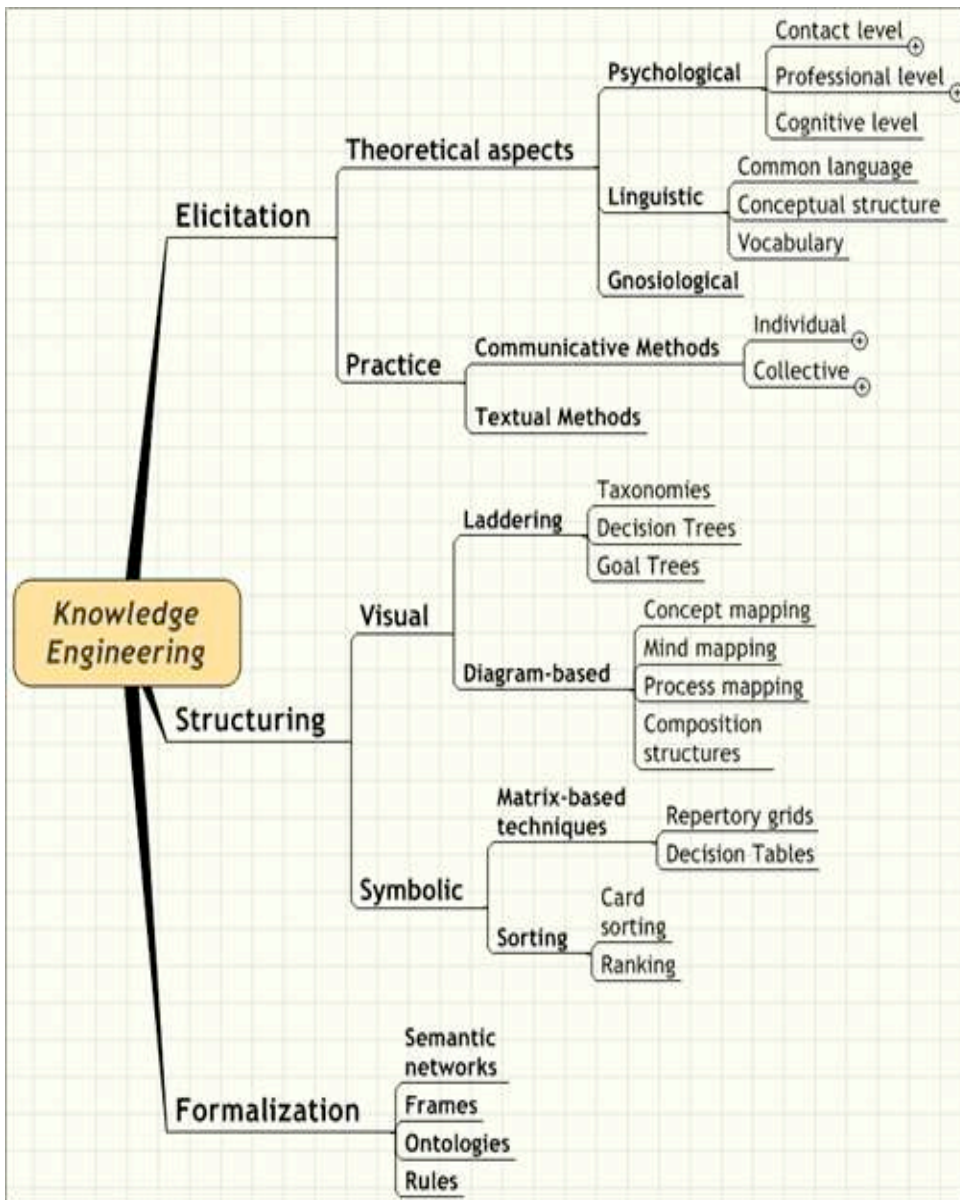 Contact level
Psychological
Professional level
Cognitive level
Theoretical aspects
Common language
Linguistic
Conceptual structure
Elicitation
Vocabulary
Gnosiological
Individual
Communicative Methods
Practice
Collective
Textual Methods
Taxonomies
Laddering
Decision Trees
Goal Trees
Knowledge
Engineering
Visual
Concept mapping
Mind mapping
Diagram-based
Process mapping
Structuring
Composition
structures
Matrix-based
techniques
Repertory grids
Decision Tables
Symbolic
Card
sorting
Sorting
Ranking
Semantic
networks
Formalization
Frames
Ontologies
Rules